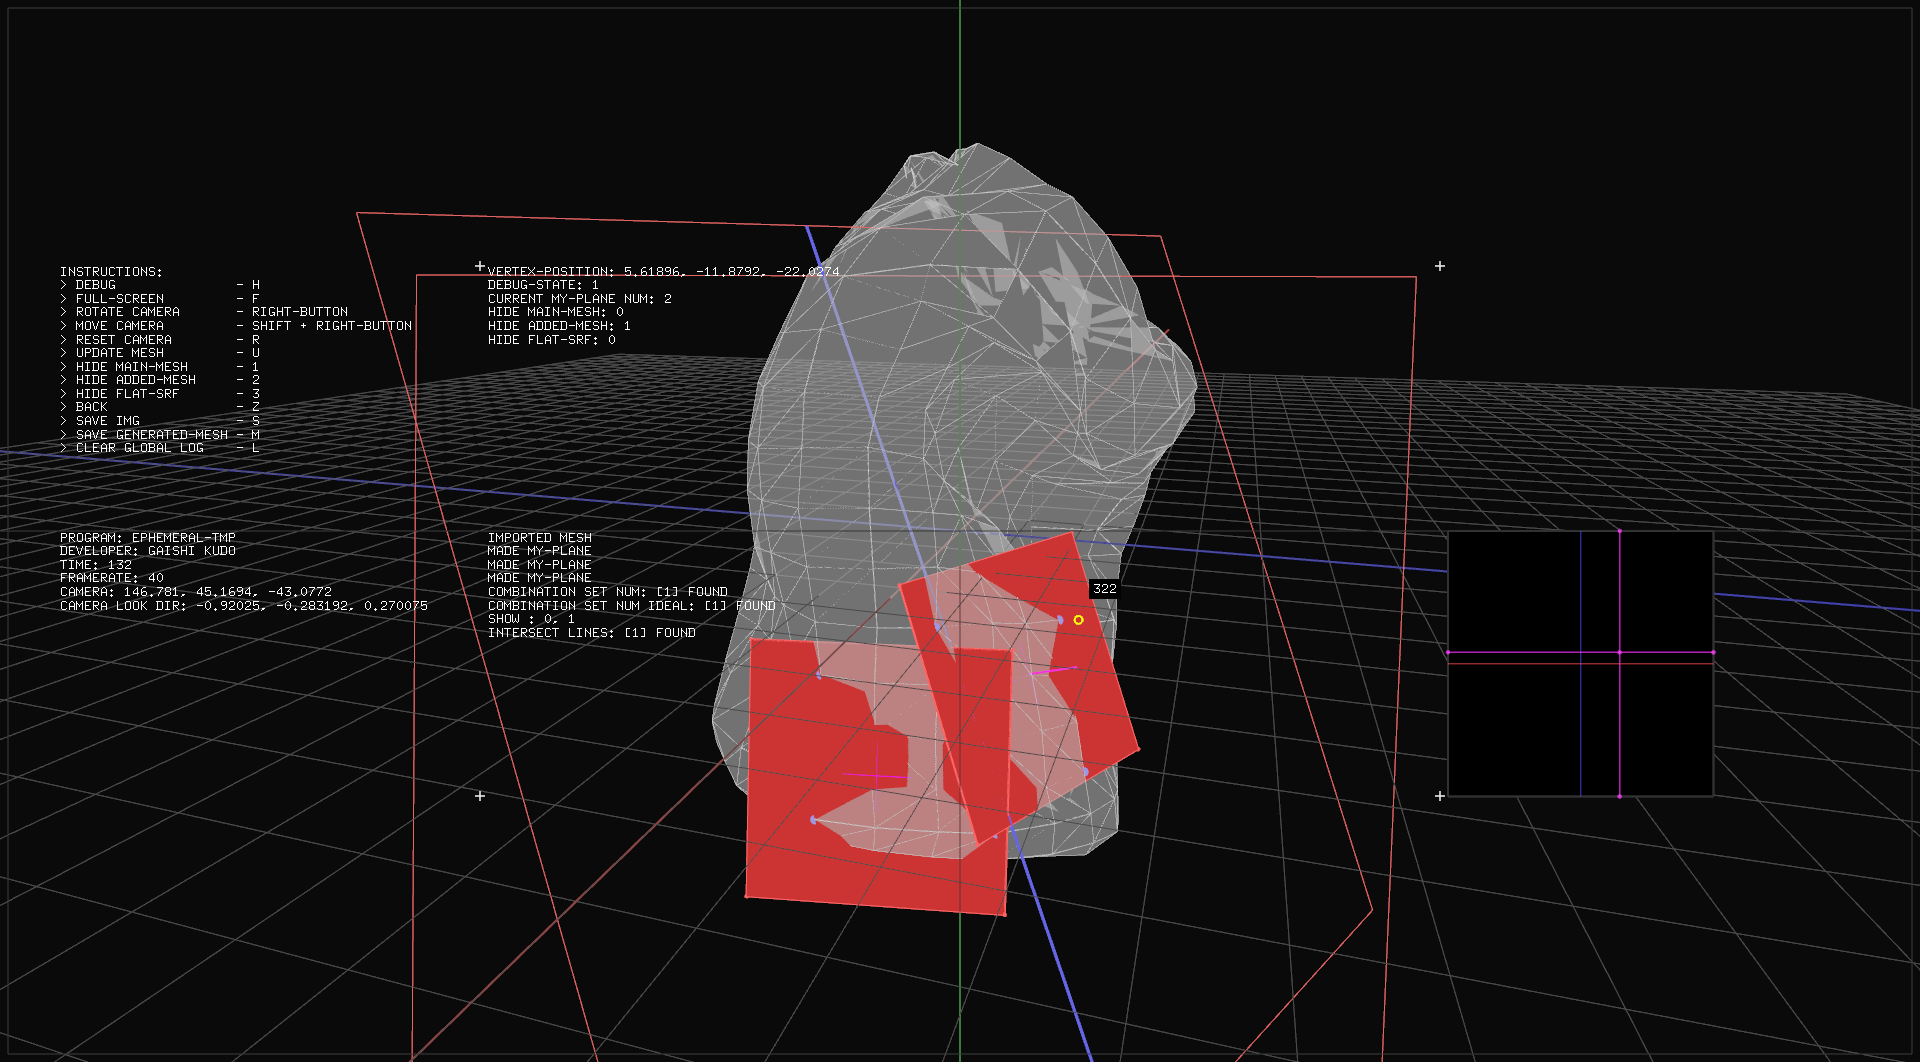 INSTRUCTIONS:
> DEBUG - H
> FULL-SCREEN - F
> ROTATE CAMERA - RIGHT-BUTTON
> MOVE CAMERA - SHIFT + RIGHT-BUTTON
> RESET CAMERA - R
> UPDATE MESH - U
> HIDE MAIN-MESH - 1
> HIDE ADDED-MESH - 2
> HIDE FLAT-SRF - 3
> BACK - Z
> SAVE IMG - S
> SAVE GENERATED-MESH - M
> CLEAR GLOBAL LOG - L
VERTEX-POSITION: 5.61896, -11.8792, -22.0274
DEBUG-STATE: 1
CURRENT MY-PLANE NUM: 2
HIDE MAIN-MESH: 0
HIDE ADDED-MESH: 1
HIDE FLAT-SRF: 0
PROGRAM: EPHEMERAL-TMP
DEVELOPER: GAISHI KUDO
TIME: 132
FRAMERATE: 40
CAMERA: 146.781, 45.1694, -43.0772
CAMERA LOOK DIR: -0.92025, -0.283192, 0.270075
IMPORTED MESH
MADE MY-PLANE
MADE MY-PLANE
MADE MY-PLANE
COMBINATION SET NUM: [1] FOUND
COMBINATION SET NUM IDEAL: [1] FOUND
SHOW : 0, 1
INTERSECT LINES: [1] FOUND
322